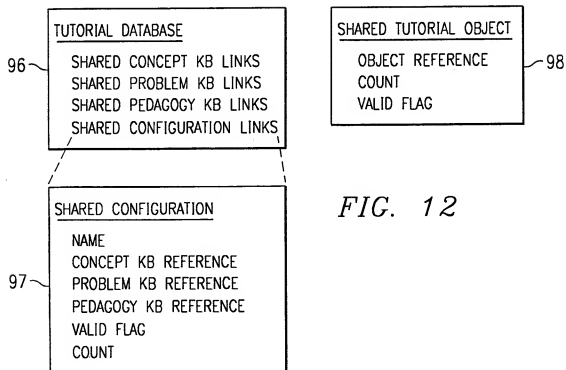 TUTORIAL DATABASE
SHARED CONCEPT KB LINKS
SHARED PROBLEM KB LINKS
SHARED PEDAGOGY KB LINKS
SHARED CONFIGURATION LINKS
96
SHARED TUTORIAL OBJECT
OBJECT REFERENCE
COUNT
VALID FLAG
98
SHARED CONFIGURATION
NAME
CONCEPT KB REFERENCE
PROBLEM KB REFERENCE
PEDAGOGY KB REFERENCE
VALID FLAG
COUNT
97
FIG. 12